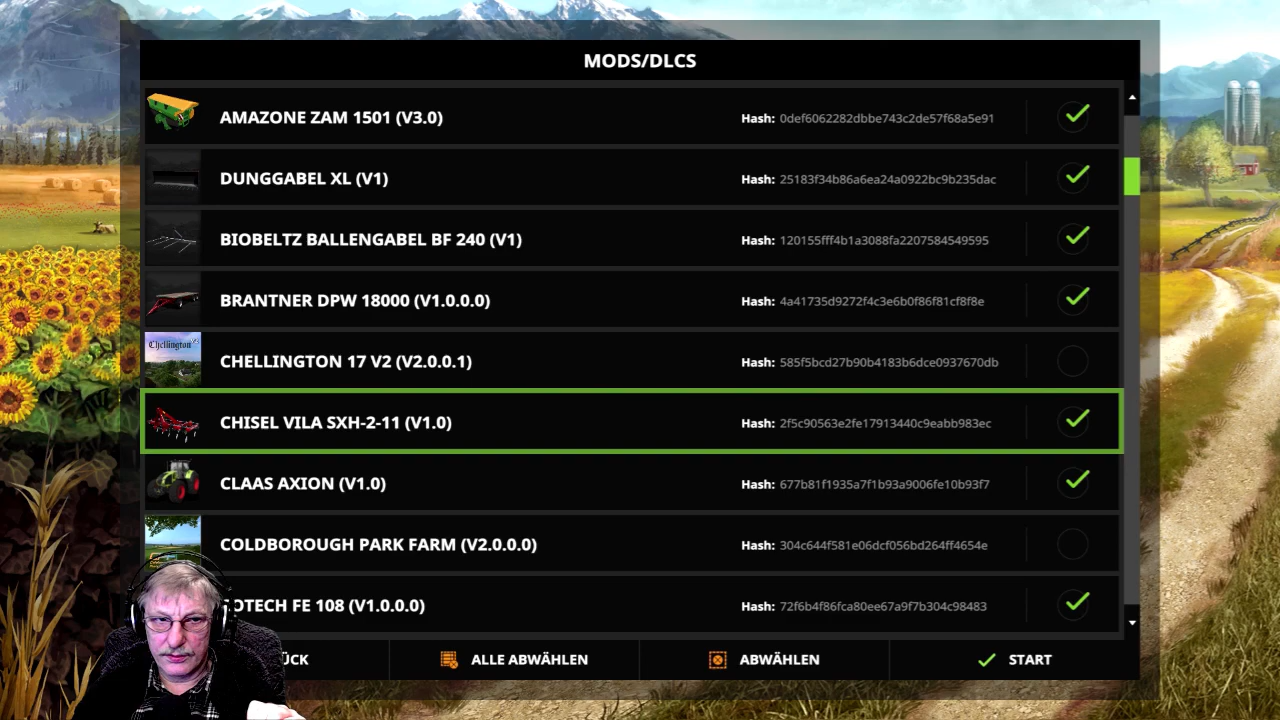 MODS/DLCS
AMAZONE ZAM 1501 (V3.0) Hash: 0def6062282dbbe743c2de57f68a5e91
DUNGGABEL XL (V1) Hash: 25183f34b86a6ea24a0922bc9b235dac
BIOBELTZ BALLENGABEL BF 240 (V1) Hash: 120155fff4b1a3088fa2207584549595
BRANTNER DPW 18000 (V1.0.0.0) Hash: 4a41735d9272f4c3e6b0f86f81cf8f8e
Chellington
CHELLINGTON 17 V2 (V2.0.0.1) Hash: 585f5bcd27b90b4183b6dce0937670db
CHISEL VILA SXH-2-11 (V1.0) Hash: 2f5c90563e2fe17913440c9eabb983ec
CLAAS AXION (V1.0) Hash: 677b81f1935a7f1b93a9006fe10b93f7
COLDBOROUGH PARK FARM (V2.0.0.0) Hash: 304c644f581e06dcf056bd264ff4654e
OTECH FE 108 (V1.0.0.0) Hash: 72f6b4f86fca80ee67a9f7b304c98483
ÜCK ALLE ABWÄHLEN ABWÄHLEN START